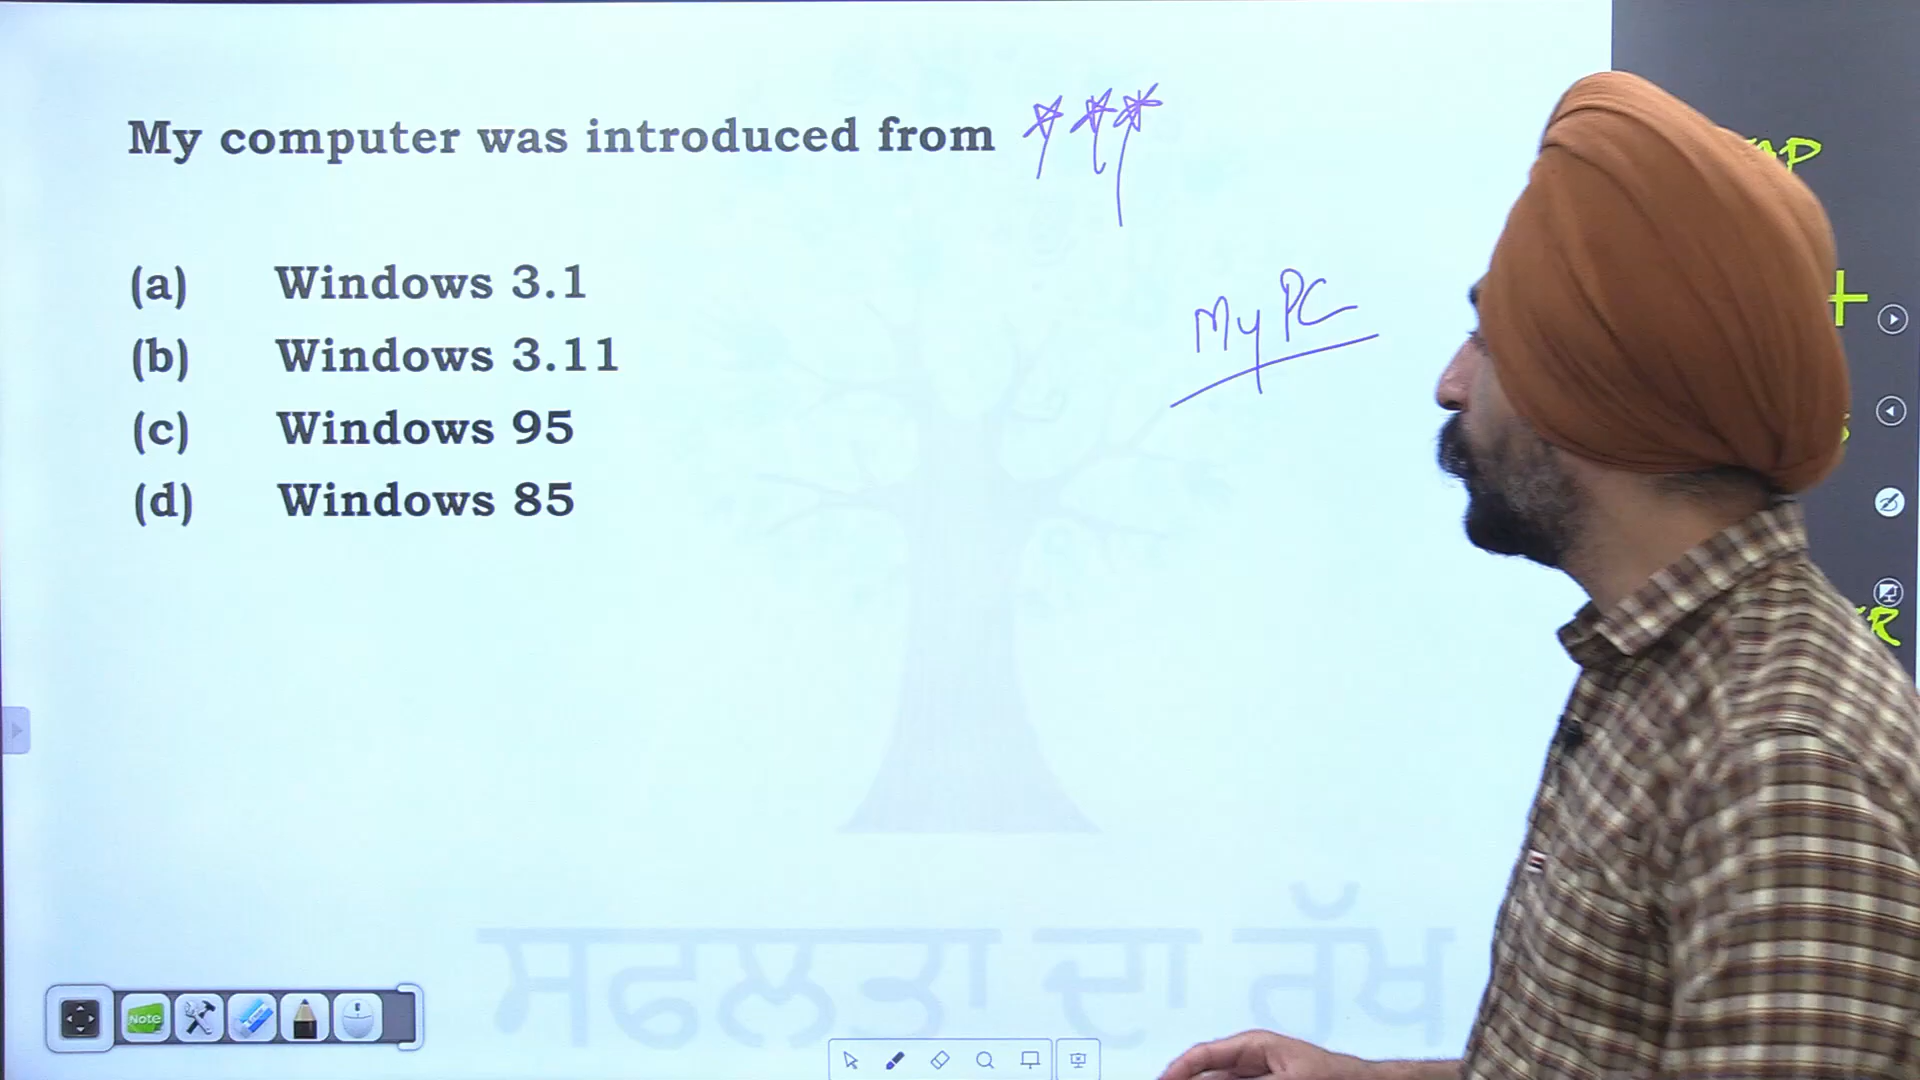 My computer was introduced from
(a) Windows 3.1
(b) Windows 3.11
(c) Windows 95
(d) Windows 85
My PC
ਸਫਲਤਾ ਦਾ ਰੁੱਖ
Note